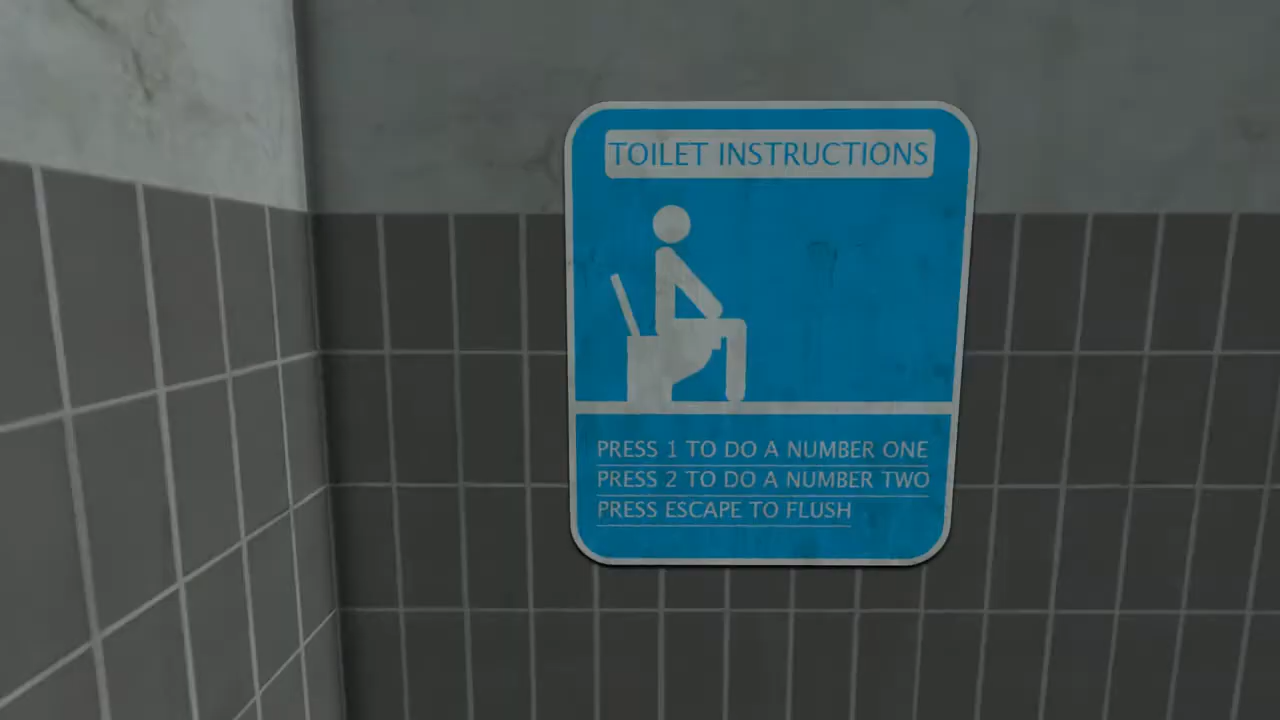 TOILET INSTRUCTIONS
PRESS 1 TO DO A NUMBER ONE
PRESS 2 TO DO A NUMBER TWO
PRESS ESCAPE TO FLUSH